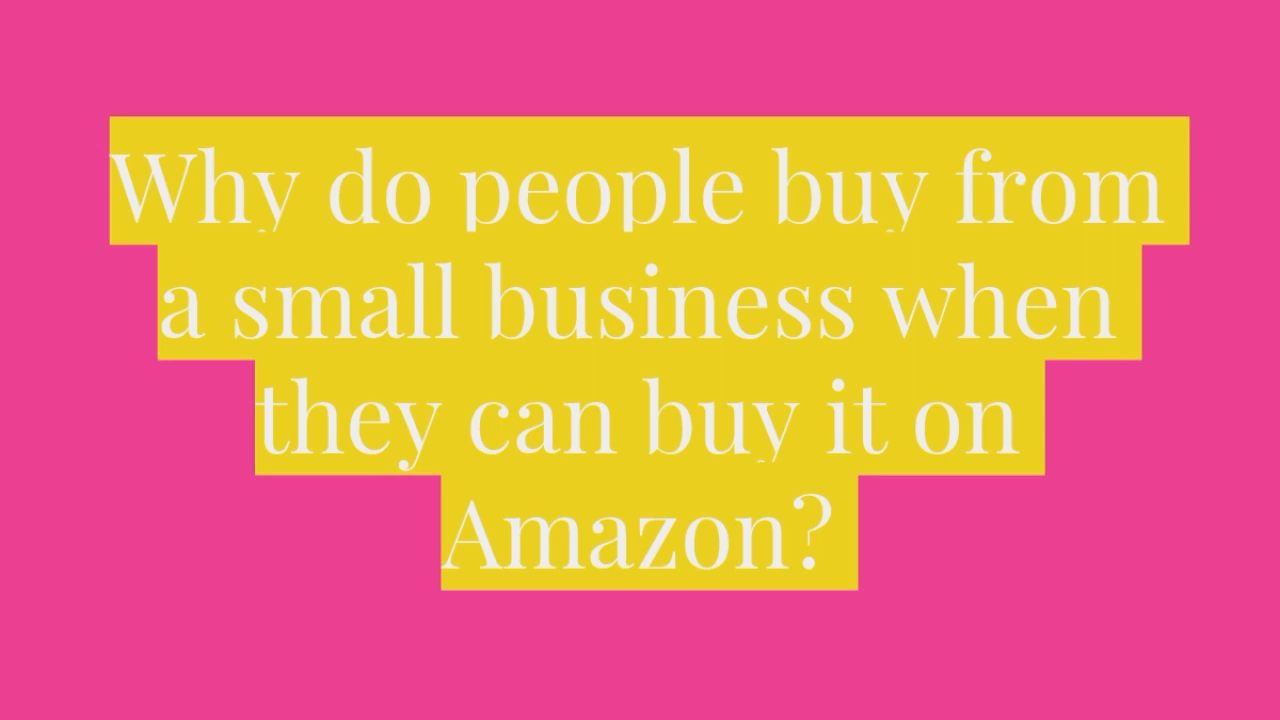 Why do people buy from
a small business when
they can buy it on
Amazon?